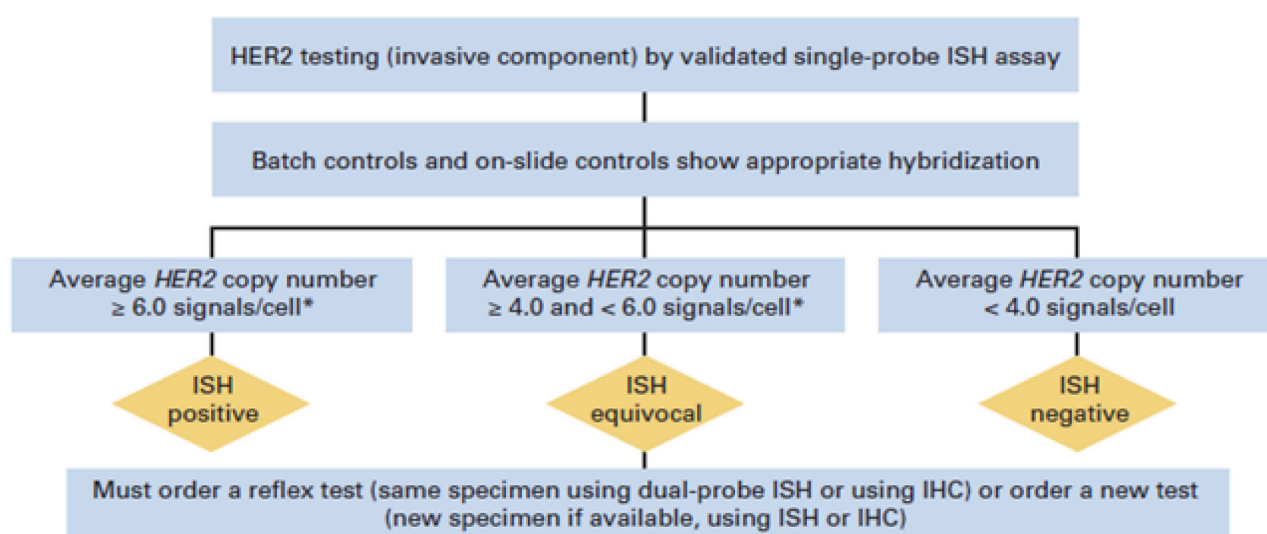 HER2 testing (invasive component) by validated single-probe ISH assay
Batch controls and on-slide controls show appropriate hybridization
Average HER2 copy number
≥ 6.0 signals/cell*
Average HER2 copy number
≥ 4.0 and < 6.0 signals/cell*
Average HER2 copy number
< 4.0 signals/cell
ISH
positive
ISH
equivocal
ISH
negative
Must order a reflex test (same specimen using dual-probe ISH or using IHC) or order a new test
(new specimen if available, using ISH or IHC)